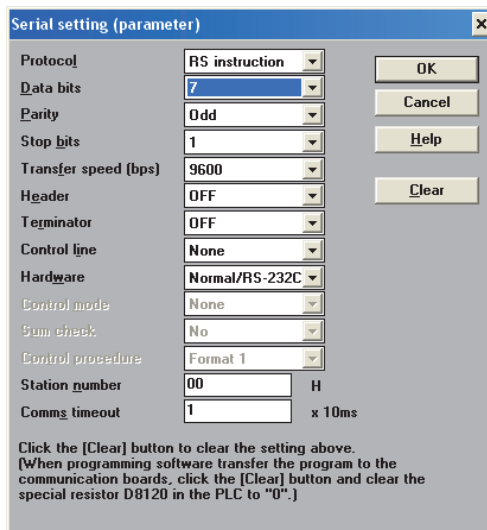 Serial setting (parameter)
Protocol RS instruction OK
Data bits 7
Cancel
Parity Odd
Stop bits 1 Help
Transfer speed (bps) 9600
Header OFF Clear
Terminator OFF
Control line None
Hardware Normal/RS-232C
Control mode None
Sum check No
Control procedure Format 1
Station number 00 H
Comms timeout 1 x 10ms
Click the [Clear] button to clear the setting above.
(When programming software transfer the program to the
communication boards, click the [Clear] button and clear the
special resistor D8120 in the PLC to "0".)